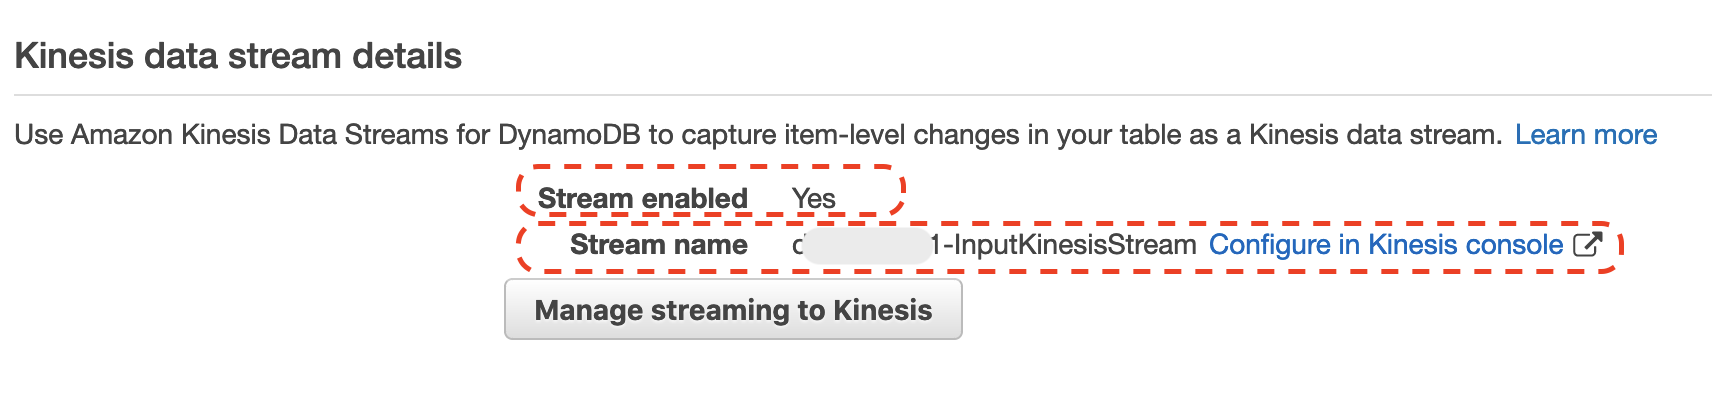 Kinesis data stream details
Use Amazon Kinesis Data Streams for DynamoDB to capture item-level changes in your table as a Kinesis data stream. Learn more
Stream enabled Yes
Stream name 1-InputKinesisStream Configure in Kinesis console
Manage streaming to Kinesis